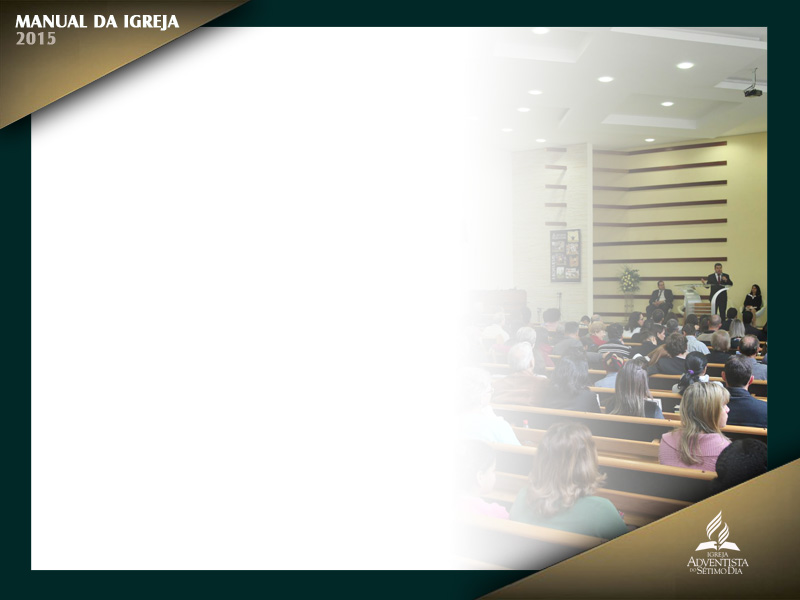 MANUAL DA IGREJA
2015
IGREJA
ADVENTISTA
DO SÉTIMO DIA